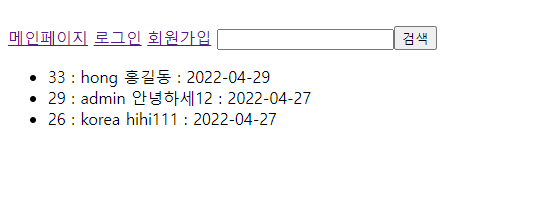 메인페이지 로그인 회원가입 검색
33 : hong 홍길동 : 2022-04-29
29 : admin 안녕하세12 : 2022-04-27
26 : korea hihi111 : 2022-04-27